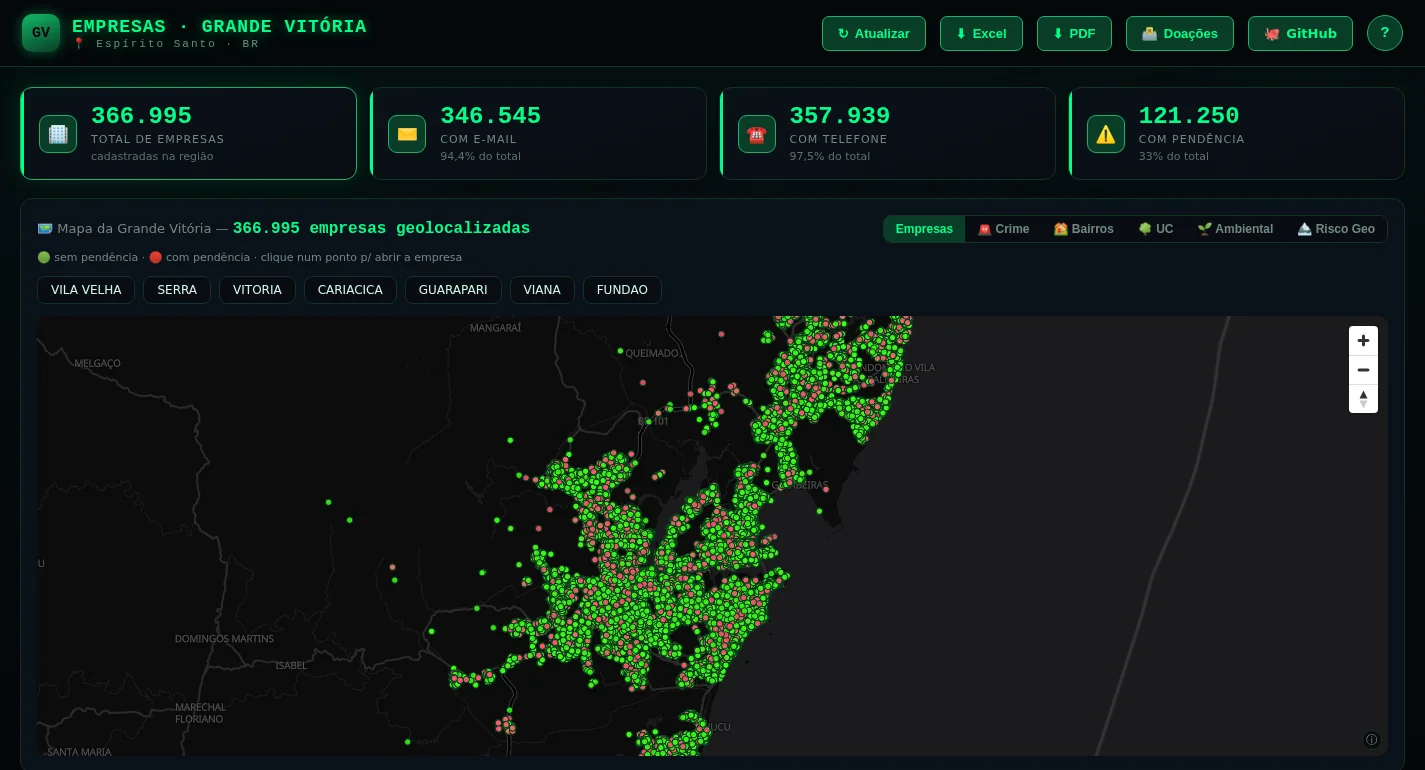 GV
EMPRESAS · GRANDE VITÓRIA
Espírito Santo · BR
↻ Atualizar
⬇ Excel
⬇ PDF
Doações
GitHub
?
366.995
TOTAL DE EMPRESAS
cadastradas na região
346.545
COM E-MAIL
94,4% do total
357.939
COM TELEFONE
97,5% do total
121.250
COM PENDÊNCIA
33% do total
Mapa da Grande Vitória — 366.995 empresas geolocalizadas
Empresas
Crime
Bairros
UC
Ambiental
Risco Geo
sem pendência · com pendência · clique num ponto p/ abrir a empresa
VILA VELHA
SERRA
VITORIA
CARIACICA
GUARAPARI
VIANA
FUNDAO
MANGARAÍ
QUEIMADO
MELGAÇO
VILA
BR-101
U
DOMINGOS MARTINS
ISABEL
MARECHAL
FLORIANO
UCU
SANTA MARIA